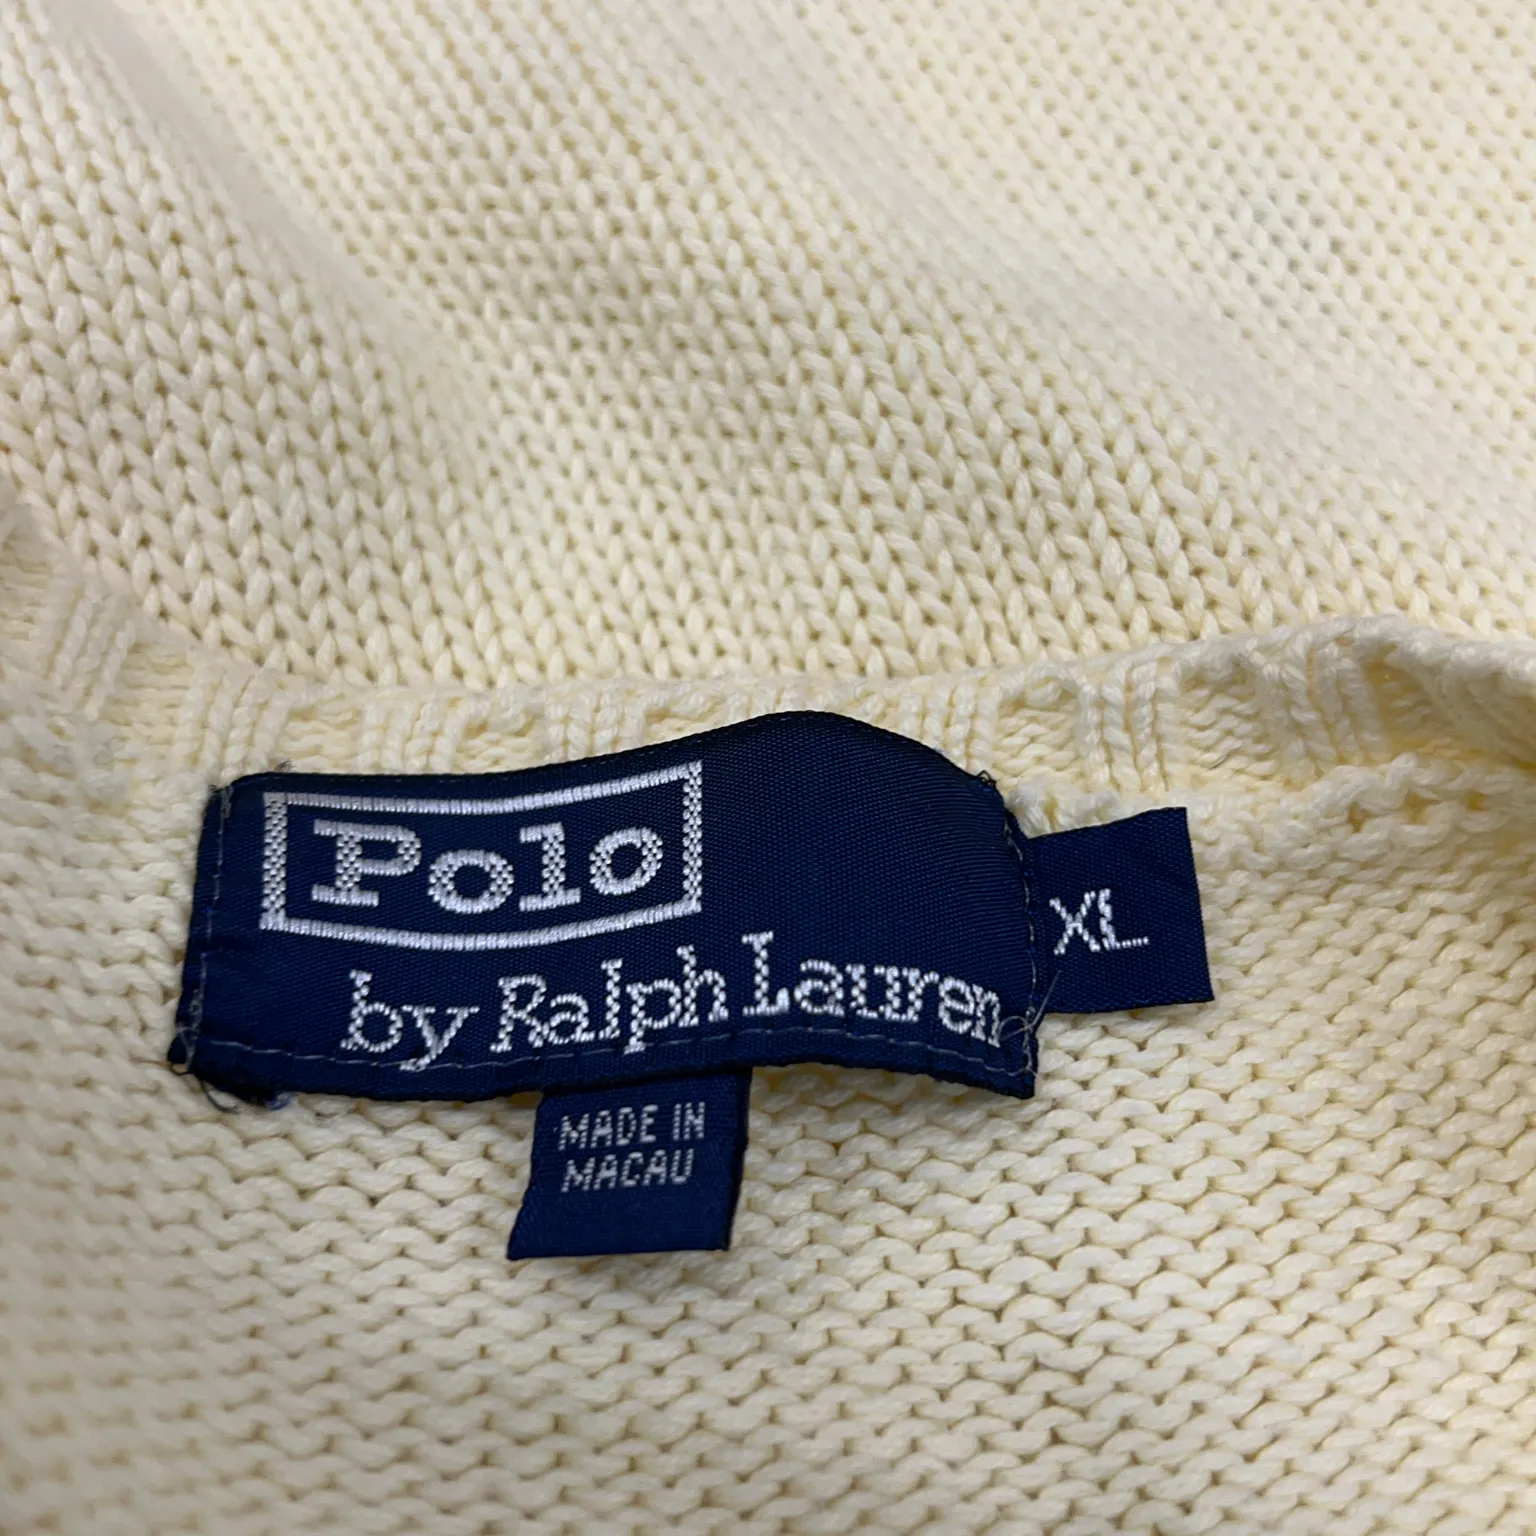 Polo
by Ralph Lauren
XL
MADE IN
MACAU